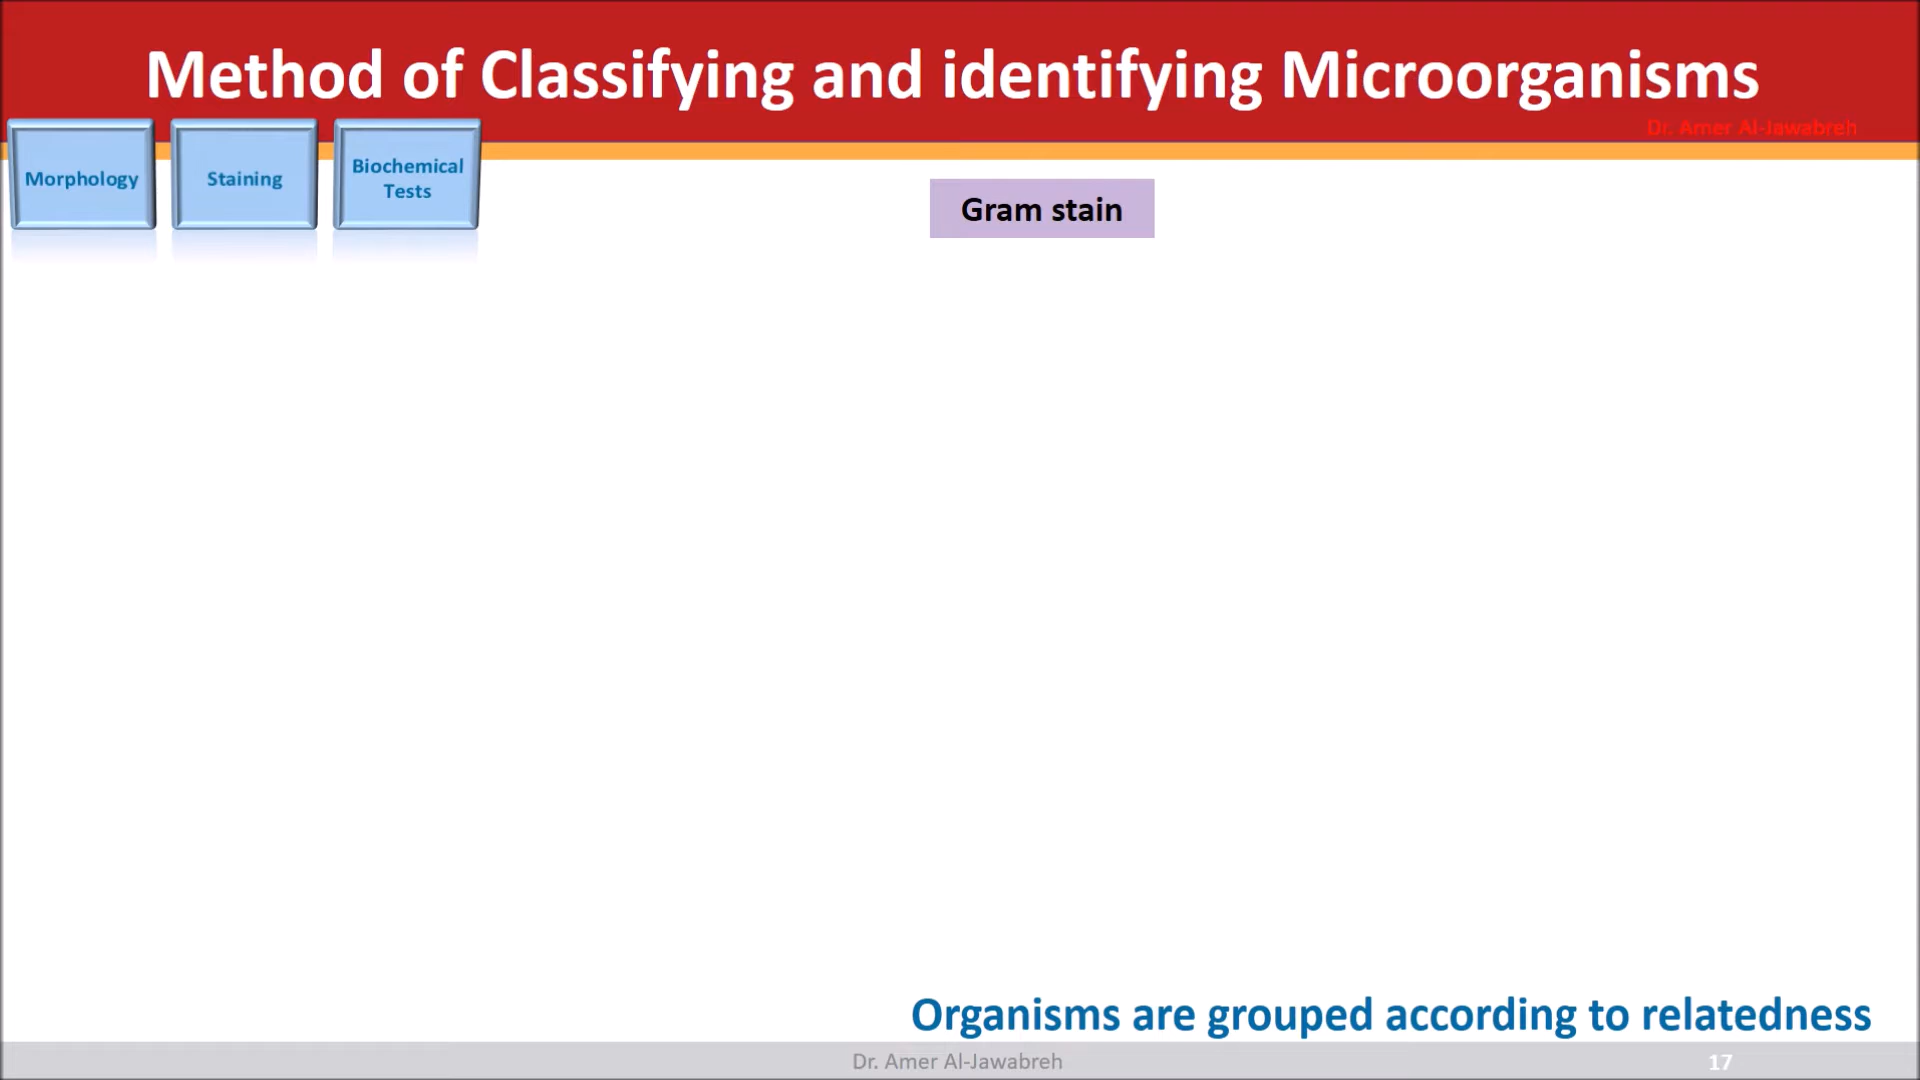 Method of Classifying and identifying Microorganisms
Dr. Amer Al-Jawabreh
Morphology
Staining
Biochemical
Tests
Gram stain
Organisms are grouped according to relatedness
Dr. Amer Al-Jawabreh
17